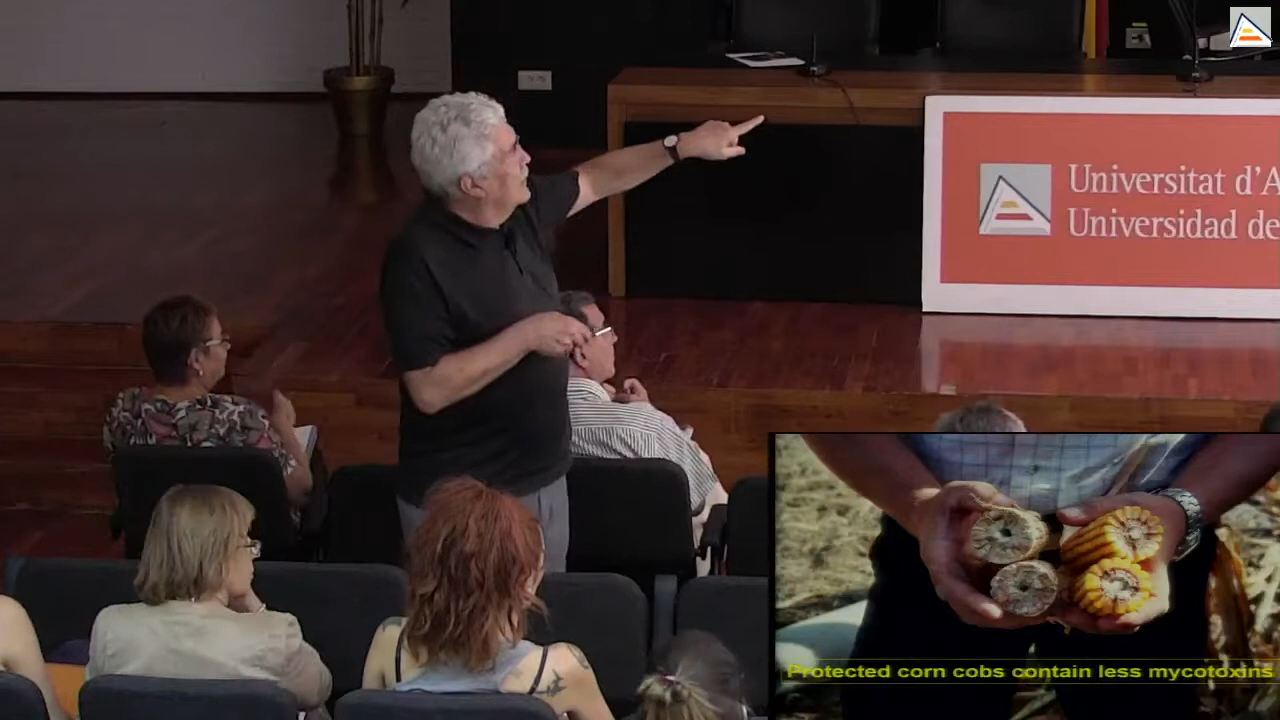 Universitat d'A
Universidad de
Protected corn cobs contain less mycotoxins